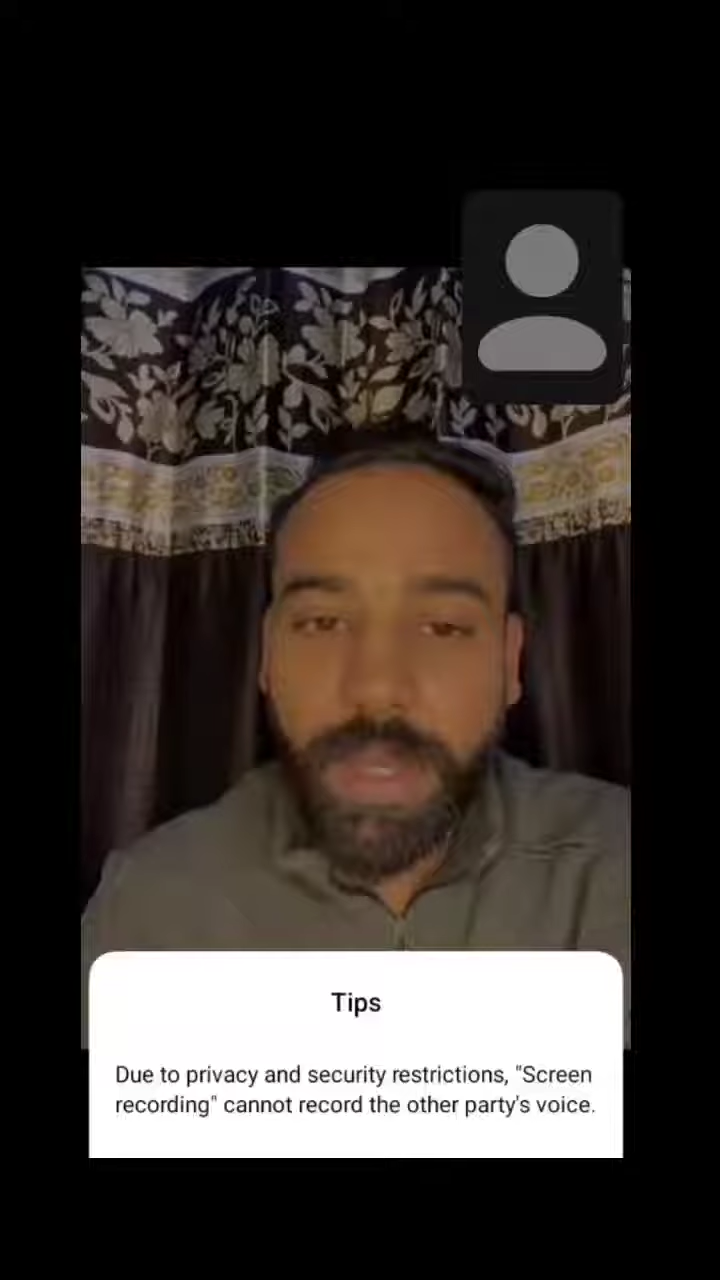 Tips
Due to privacy and security restrictions, "Screen
recording" cannot record the other party's voice.